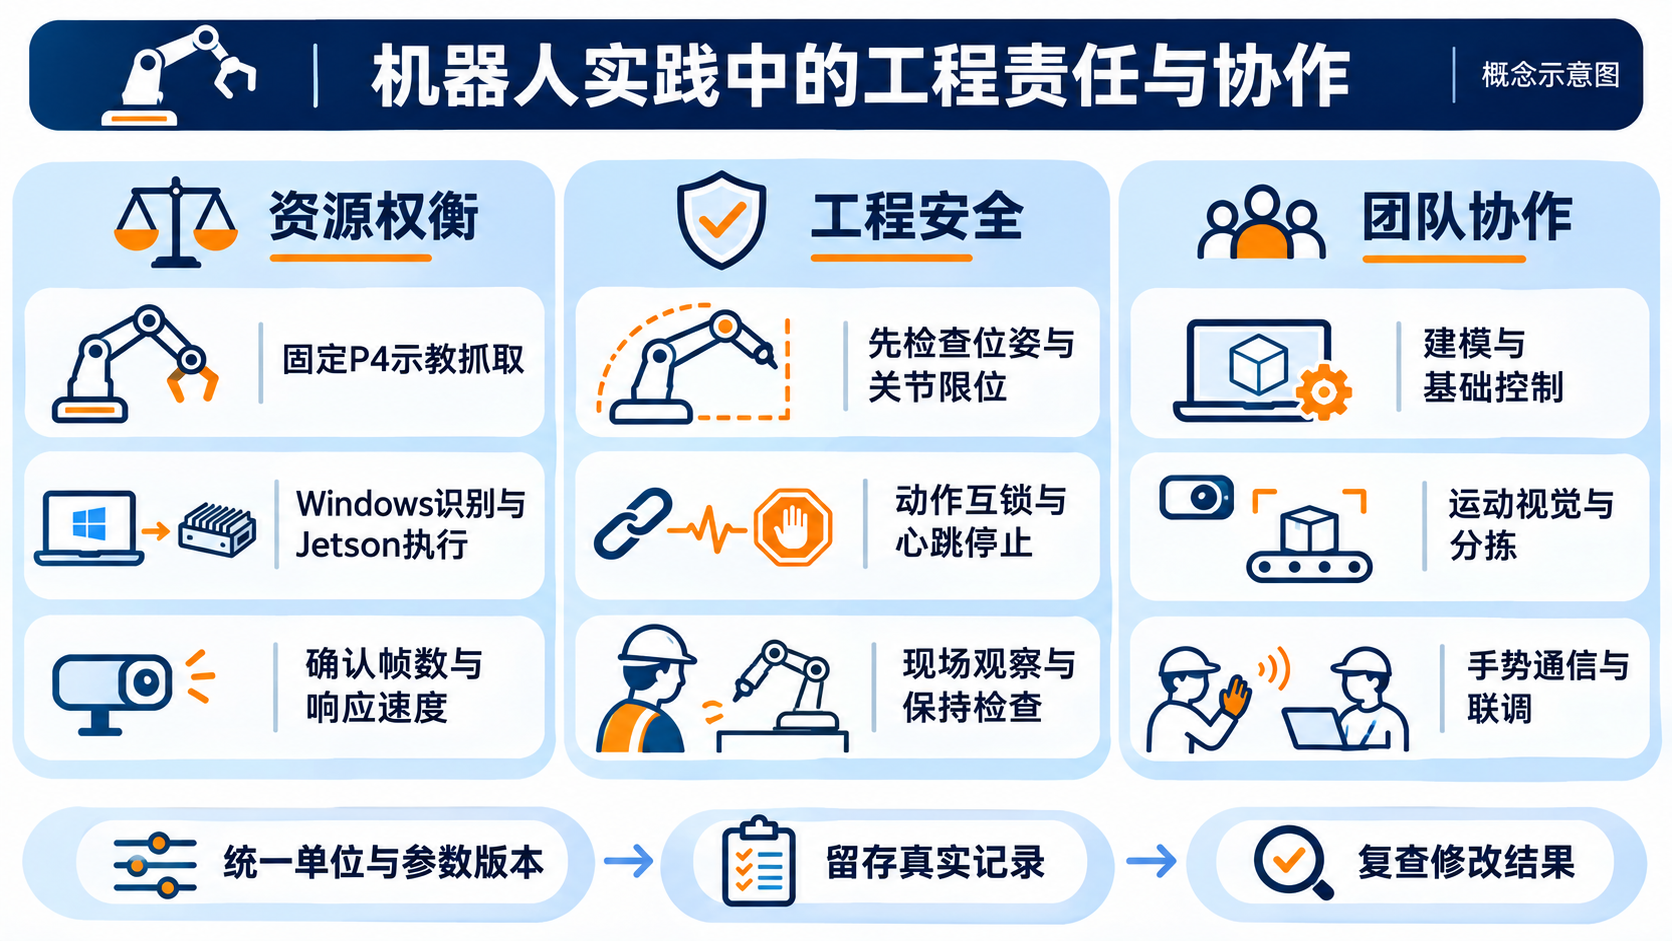 机器人实践中的工程责任与协作
概念示意图
资源权衡
固定P4示教抓取
Windows识别与
Jetson执行
确认帧数与
响应速度
工程安全
先检查位姿与
关节限位
动作互锁与
心跳停止
现场观察与
保持检查
团队协作
建模与
基础控制
运动视觉与
分拣
手势通信与
联调
统一单位与参数版本
留存真实记录
复查修改结果